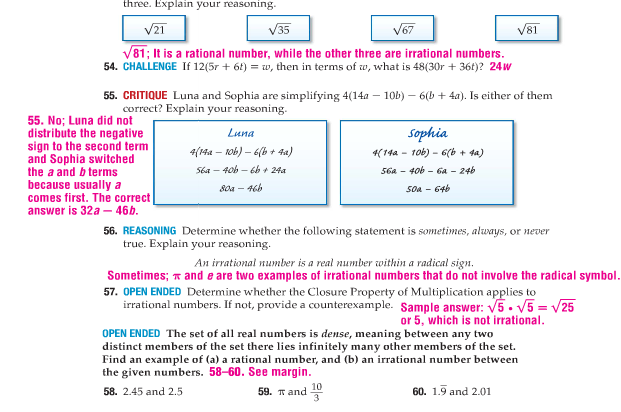 three. Explain your reasoning.
√21 √35 √67 √81
√81; It is a rational number, while the other three are irrational numbers.
54. CHALLENGE If 12(5r + 6t) = w, then in terms of w, what is 48(30r + 36t)? 24w
55. CRITIQUE Luna and Sophia are simplifying 4(14a − 10b) − 6(b + 4a). Is either of them
correct? Explain your reasoning.
55. No; Luna did not
distribute the negative
sign to the second term
and Sophia switched
the a and b terms
because usually a
comes first. The correct
answer is 32a − 46b.
Luna
4(14a − 10b) − 6(b + 4a)
56a − 40b − 6b + 24a
80a − 46b
Sophia
4(14a − 10b) − 6(b + 4a)
56a − 40b − 6a − 24b
50a − 64b
56. REASONING Determine whether the following statement is sometimes, always, or never
true. Explain your reasoning.
An irrational number is a real number within a radical sign.
Sometimes; π and e are two examples of irrational numbers that do not involve the radical symbol.
57. OPEN ENDED Determine whether the Closure Property of Multiplication applies to
irrational numbers. If not, provide a counterexample. Sample answer: √5 • √5 = √25
or 5, which is not irrational.
OPEN ENDED The set of all real numbers is dense, meaning between any two
distinct members of the set there lies infinitely many other members of the set.
Find an example of (a) a rational number, and (b) an irrational number between
the given numbers. 58–60. See margin.
58. 2.45 and 2.5 59. π and 10/3 60. 1.9̅ and 2.01